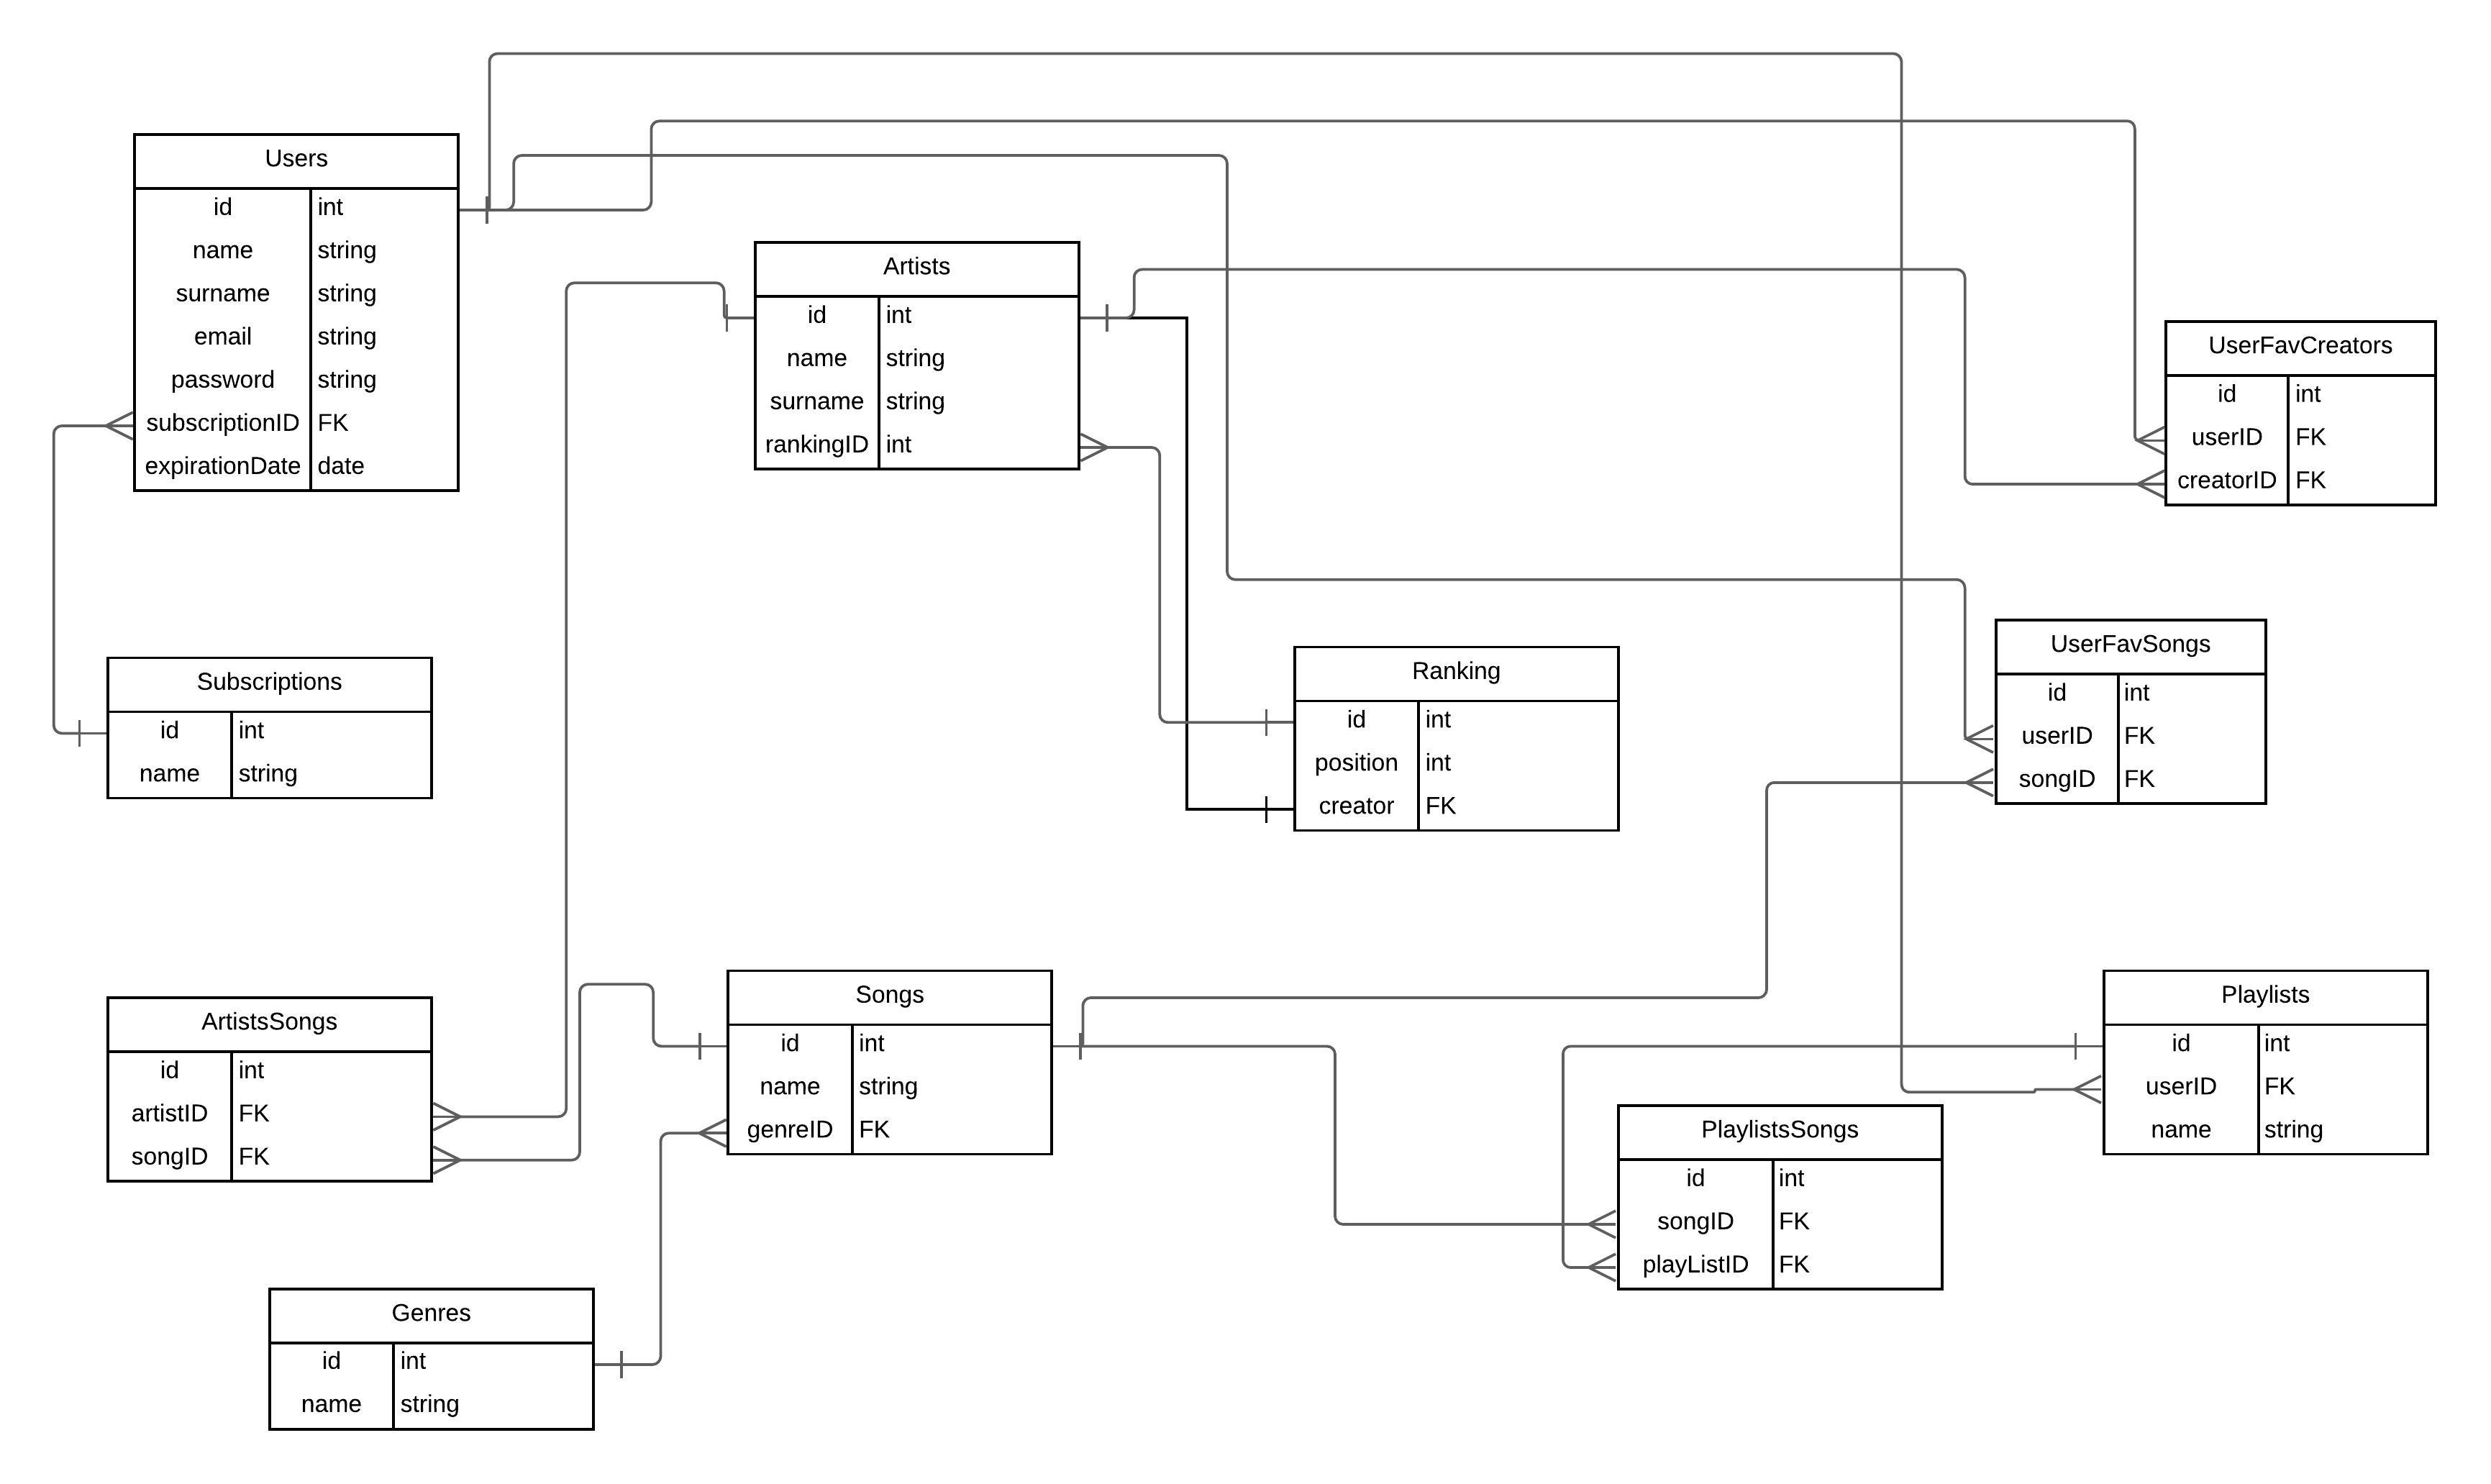 Users
id int
name string
surname string
email string
password string
subscriptionID FK
expirationDate date
Artists
id int
name string
surname string
rankingID int
UserFavCreators
id int
userID FK
creatorID FK
Subscriptions
id int
name string
Ranking
id int
position int
creator FK
UserFavSongs
id int
userID FK
songID FK
ArtistsSongs
id int
artistID FK
songID FK
Songs
id int
name string
genreID FK
Playlists
id int
userID FK
name string
PlaylistsSongs
id int
songID FK
playListID FK
Genres
id int
name string